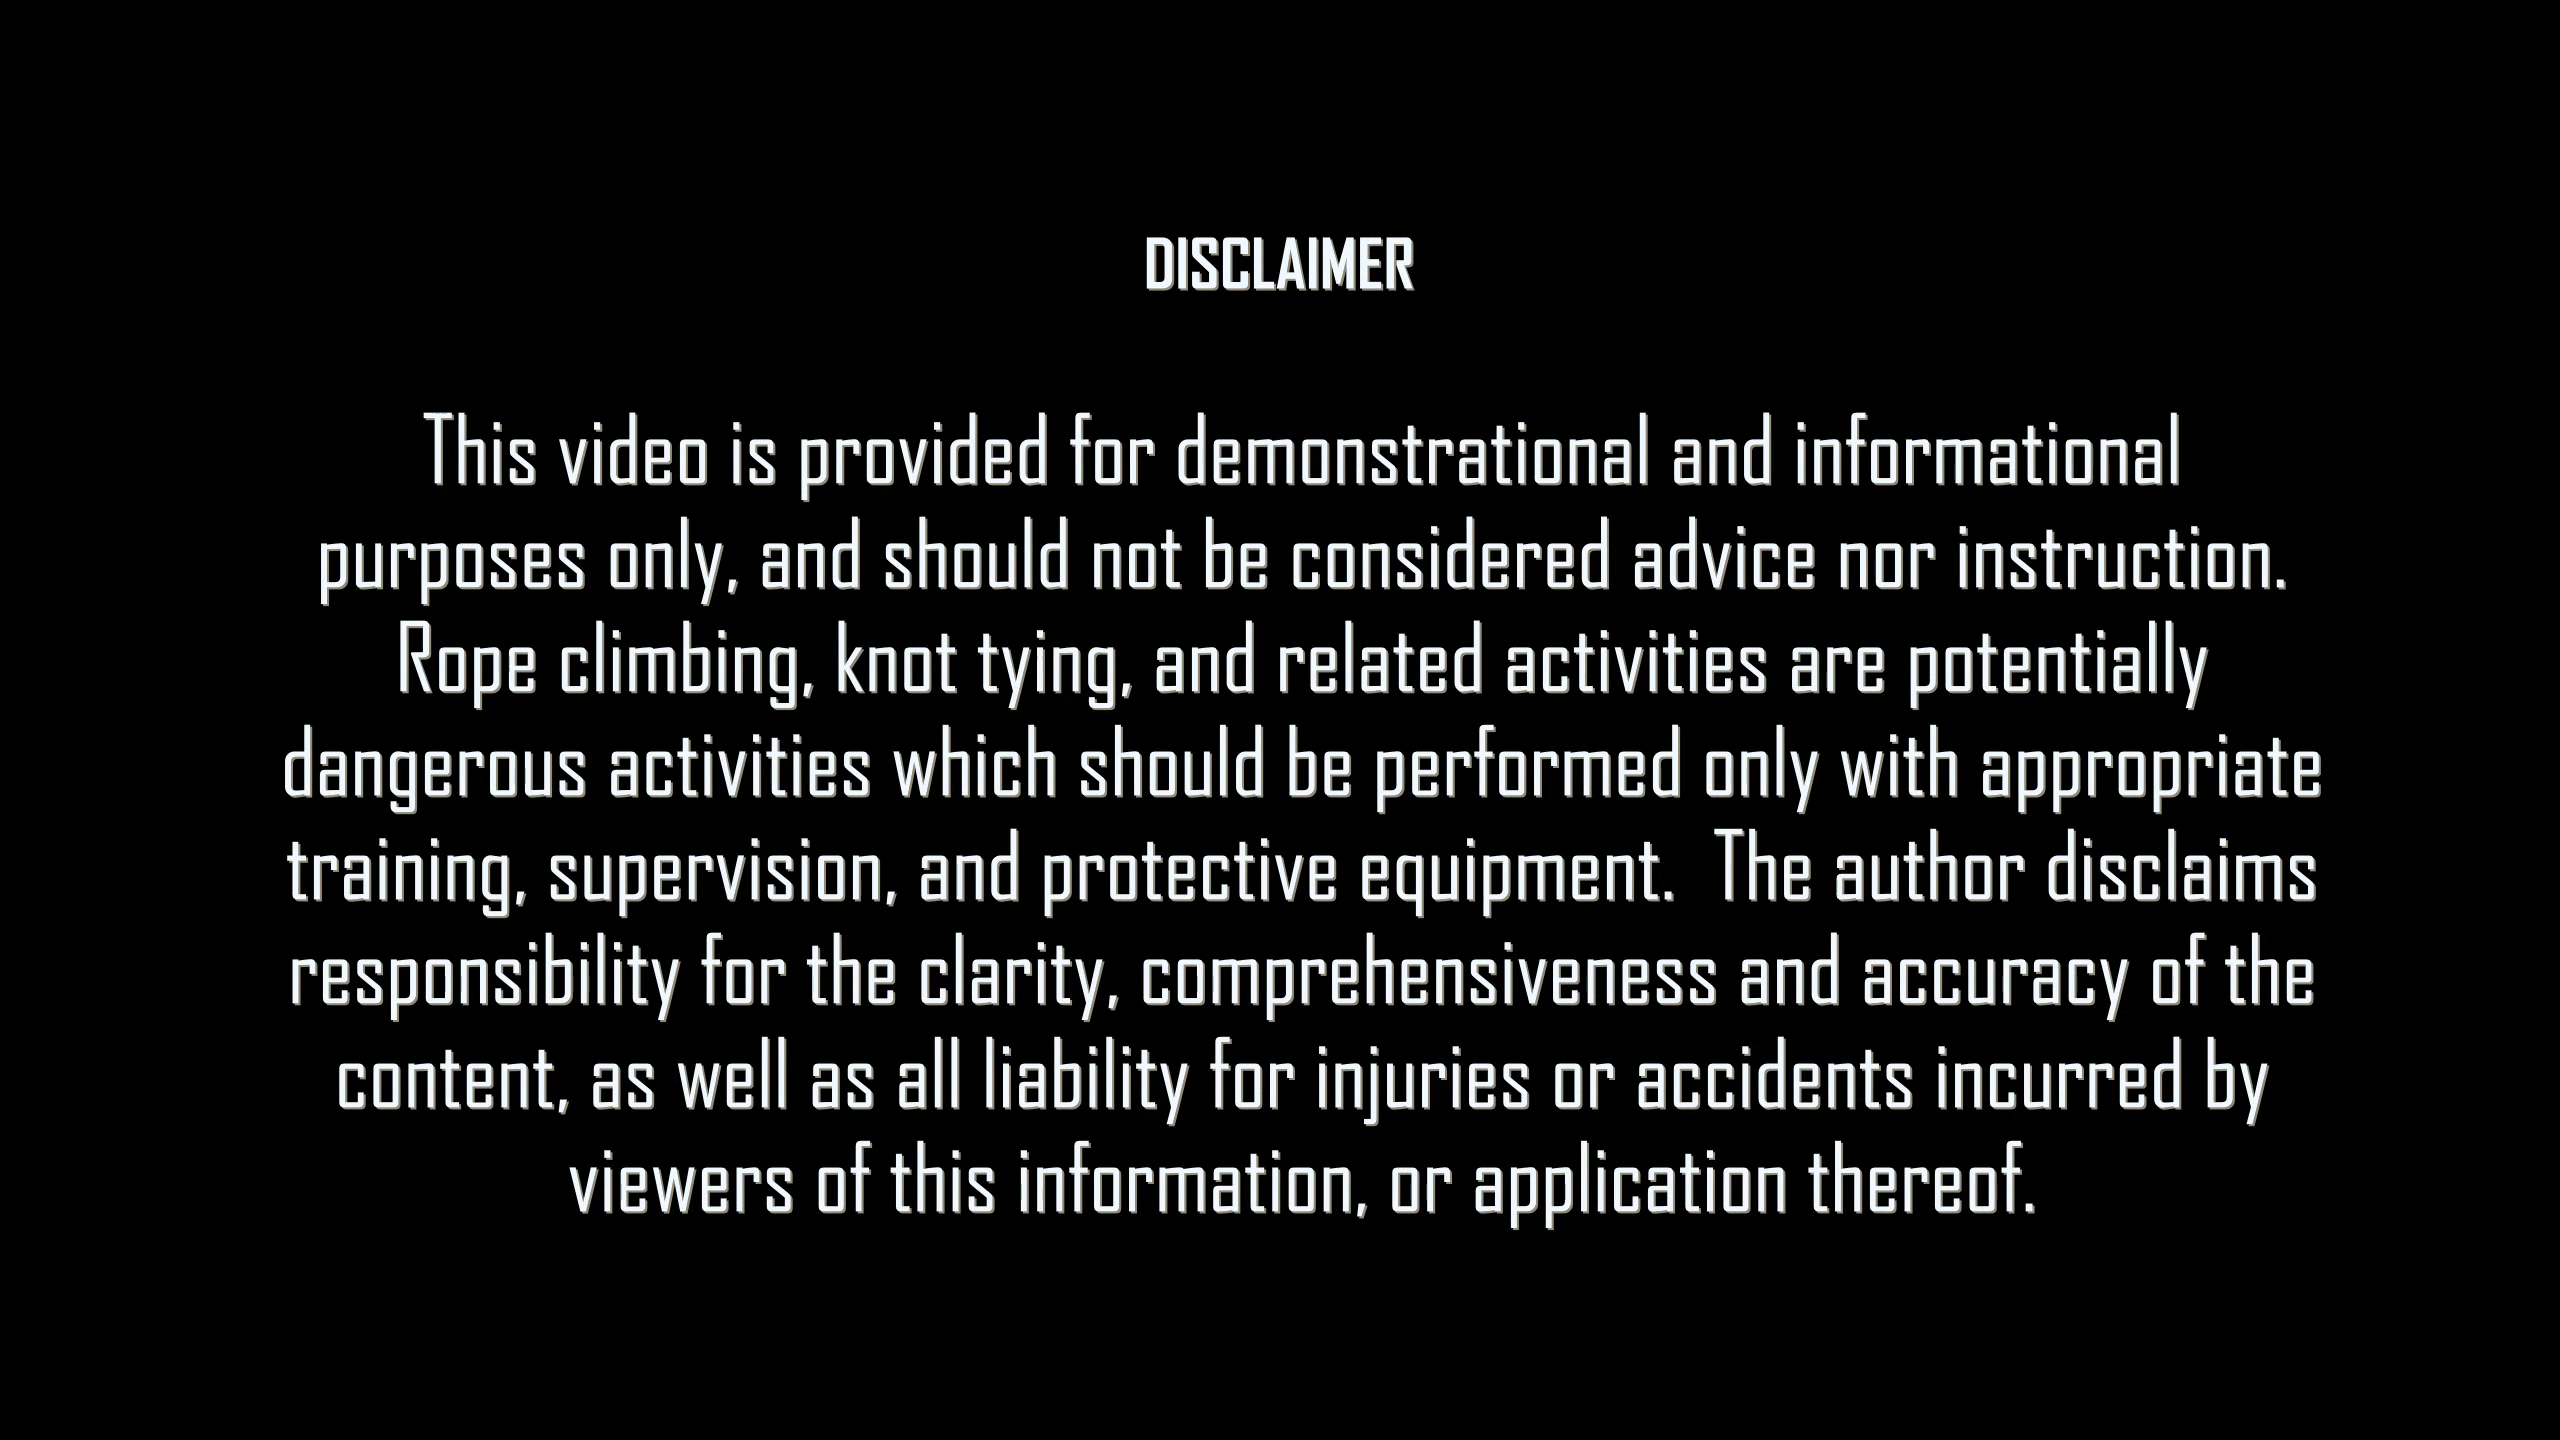 DISCLAIMER
This video is provided for demonstrational and informational
purposes only, and should not be considered advice nor instruction.
Rope climbing, knot tying, and related activities are potentially
dangerous activities which should be performed only with appropriate
training, supervision, and protective equipment.  The author disclaims
responsibility for the clarity, comprehensiveness and accuracy of the
content, as well as all liability for injuries or accidents incurred by
viewers of this information, or application thereof.